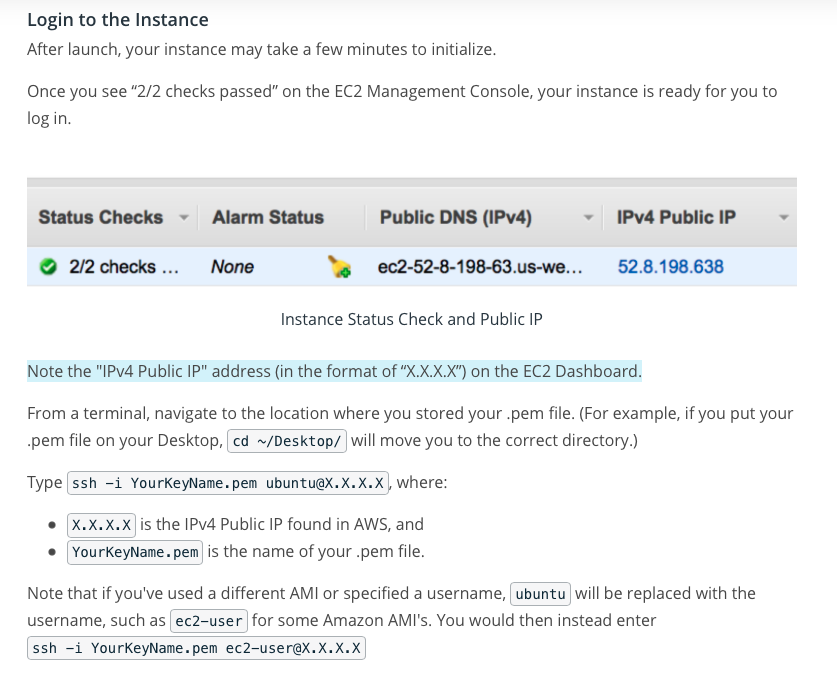 Login to the Instance
After launch, your instance may take a few minutes to initialize.
Once you see “2/2 checks passed” on the EC2 Management Console, your instance is ready for you to
log in.
Status Checks Alarm Status Public DNS (IPv4) IPv4 Public IP
2/2 checks ... None ec2-52-8-198-63.us-we... 52.8.198.638
Instance Status Check and Public IP
Note the "IPv4 Public IP" address (in the format of “X.X.X.X”) on the EC2 Dashboard.
From a terminal, navigate to the location where you stored your .pem file. (For example, if you put your
.pem file on your Desktop, cd ~/Desktop/ will move you to the correct directory.)
Type ssh -i YourKeyName.pem ubuntu@X.X.X.X, where:
• X.X.X.X is the IPv4 Public IP found in AWS, and
• YourKeyName.pem is the name of your .pem file.
Note that if you've used a different AMI or specified a username, ubuntu will be replaced with the
username, such as ec2-user for some Amazon AMI's. You would then instead enter
ssh -i YourKeyName.pem ec2-user@X.X.X.X